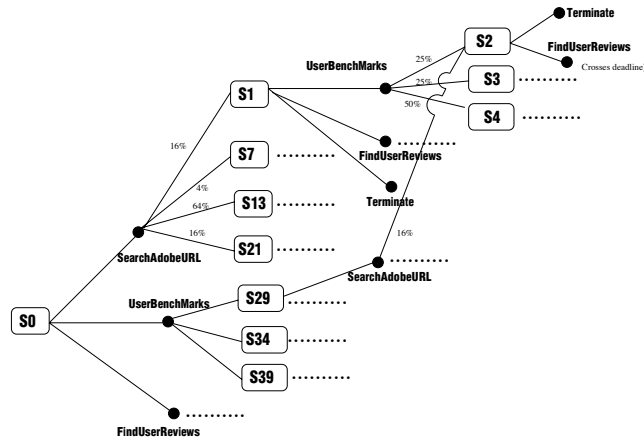 Terminate
S2
FindUserReviews
25%
Crosses deadline
UserBenchMarks
25%
S3
S1
50%
S4
16%
FindUserReviews
S7
4%
Terminate
64%
S13
16%
16%
S21
SearchAdobeURL
SearchAdobeURL
UserBenchMarks
S29
S0
S34
S39
FindUserReviews